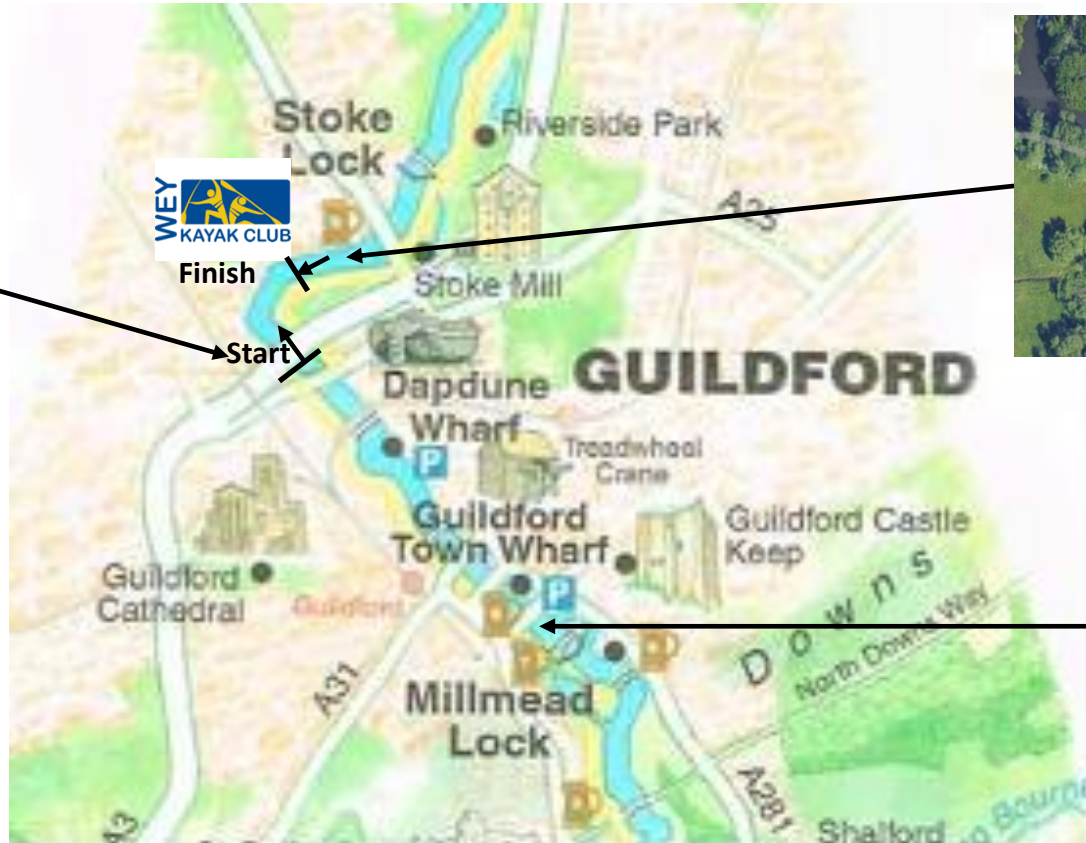 Stoke
Lock
Riverside Park
WEY
KAYAK CLUB
A25
Finish
Stoke Mill
Start
GUILDFORD
Dapdune
Wharf
P
Treadwheel
Crane
Guildford
Town Wharf
Guildford Castle
Keep
Guildford
Cathedral
Guildford
P
Downs
North Downs Way
A31
Millmead
Lock
A281
A3
Shalford
Bourne